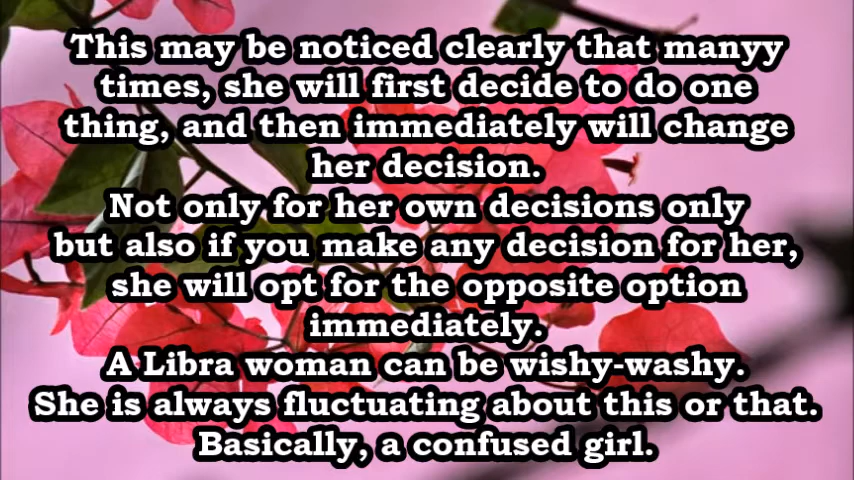 This may be noticed clearly that manyy
times, she will first decide to do one
thing, and then immediately will change
her decision.
Not only for her own decisions only
but also if you make any decision for her,
she will opt for the opposite option
immediately.
A Libra woman can be wishy-washy.
She is always fluctuating about this or that.
Basically, a confused girl.